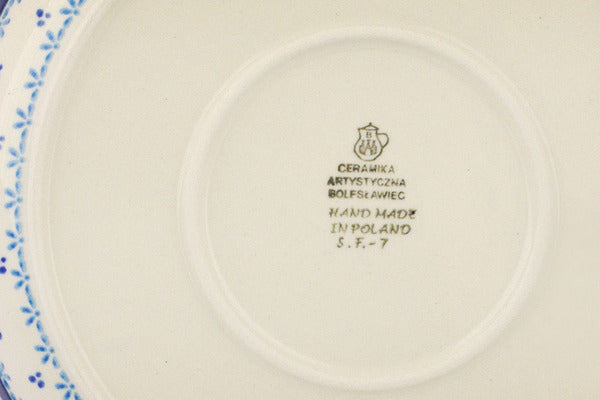 B
CERAMIKA
ARTYSTYCZNA
BOLESŁAWIEC
HAND MADE
IN POLAND
S.F.-7